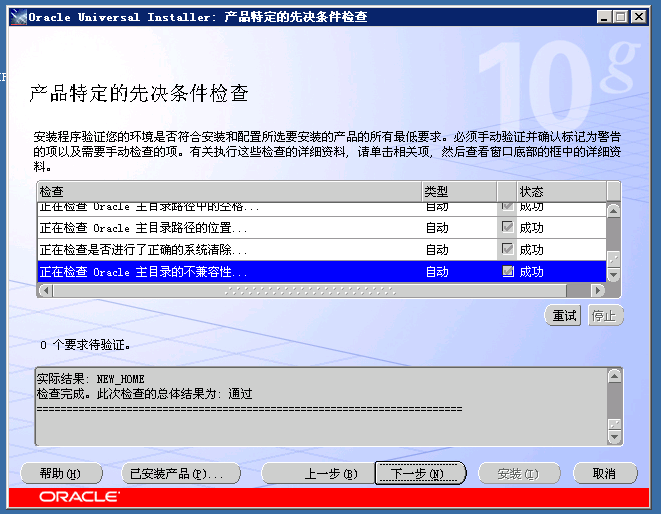 Oracle Universal Installer: 产品特定的先决条件检查
10g
产品特定的先决条件检查
安装程序验证您的环境是否符合安装和配置所选要安装的产品的所有最低要求。必须手动验证并确认标记为警告
的项以及需要手动检查的项。有关执行这些检查的详细资料, 请单击相关项, 然后查看窗口底部的框中的详细资
料。
检查 类型 状态
正在检查 Oracle 主目录路径中的空格... 自动 成功
正在检查 Oracle 主目录路径的位置... 自动 成功
正在检查是否进行了正确的系统清除... 自动 成功
正在检查 Oracle 主目录的不兼容性... 自动 成功
重试 停止
0 个要求待验证。
实际结果: NEW_HOME
检查完成。此次检查的总体结果为: 通过
=======================================================================
帮助(H) 已安装产品(P)... 上一步(B) 下一步(N) 安装(I) 取消
ORACLE